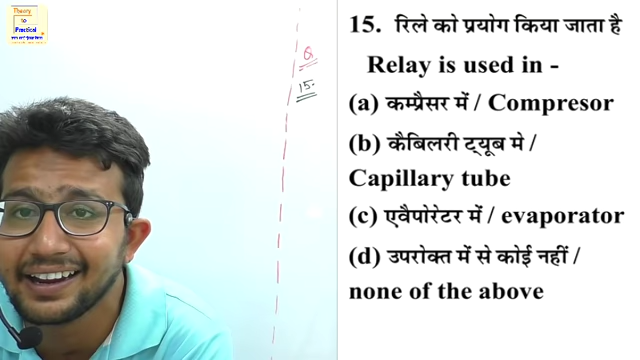 Theory
to
Practical
Q
15.
15. रिले को प्रयोग किया जाता है
Relay is used in -
(a) कम्प्रैसर में / Compresor
(b) कैबिलरी ट्यूब मे /
Capillary tube
(c) एवैपोरेटर में / evaporator
(d) उपरोक्त में से कोई नहीं /
none of the above